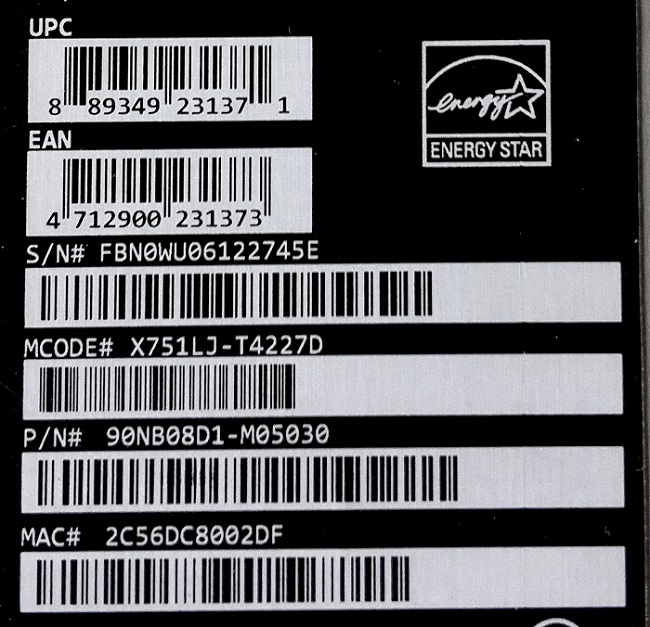 UPC
8 89349 23137 1
energy
ENERGY STAR
EAN
4 712900 231373
S/N# FBN0WU06122745E
MCODE# X751LJ-T4227D
P/N# 90NB08D1-M05030
MAC# 2C56DC8002DF